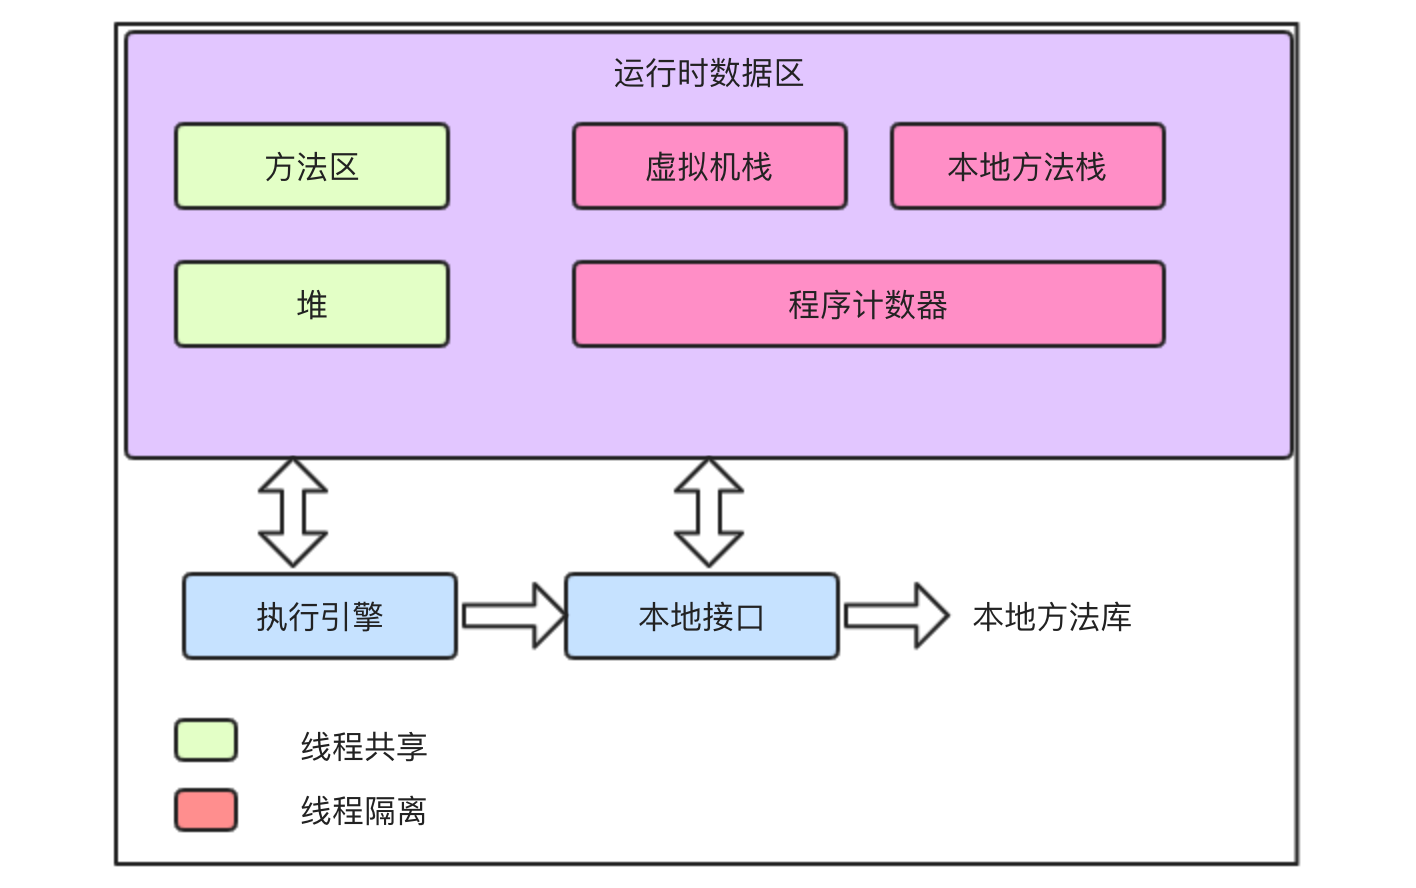 运行时数据区
方法区
虚拟机栈
本地方法栈
堆
程序计数器
执行引擎
本地接口
本地方法库
线程共享
线程隔离